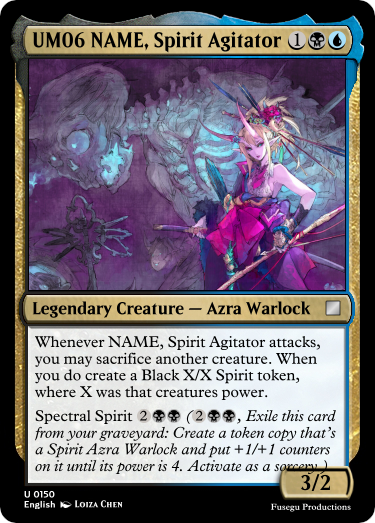 UM06 NAME, Spirit Agitator 1
Legendary Creature — Azra Warlock
Whenever NAME, Spirit Agitator attacks,
you may sacrifice another creature. When
you do create a Black X/X Spirit token,
where X was that creatures power.
Spectral Spirit 2 ( 2 , Exile this card
from your graveyard: Create a token copy that's
a Spirit Azra Warlock and put +1/+1 counters
on it until its power is 4. Activate as a sorcery.)
3/2
U 0150
English Loiza Chen
Fusegu Productions